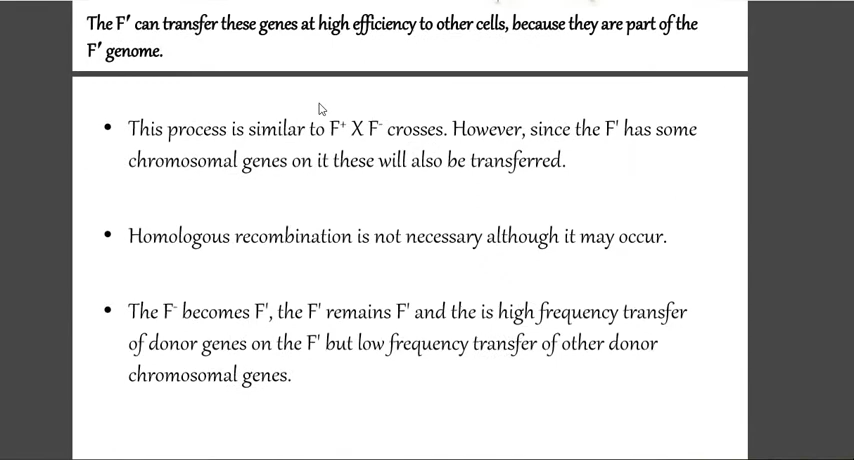 The F′ can transfer these genes at high efficiency to other cells, because they are part of the
F′ genome.
• This process is similar to F⁺ X F⁻ crosses. However, since the F' has some
chromosomal genes on it these will also be transferred.
• Homologous recombination is not necessary although it may occur.
• The F⁻ becomes F', the F' remains F' and the is high frequency transfer
of donor genes on the F' but low frequency transfer of other donor
chromosomal genes.